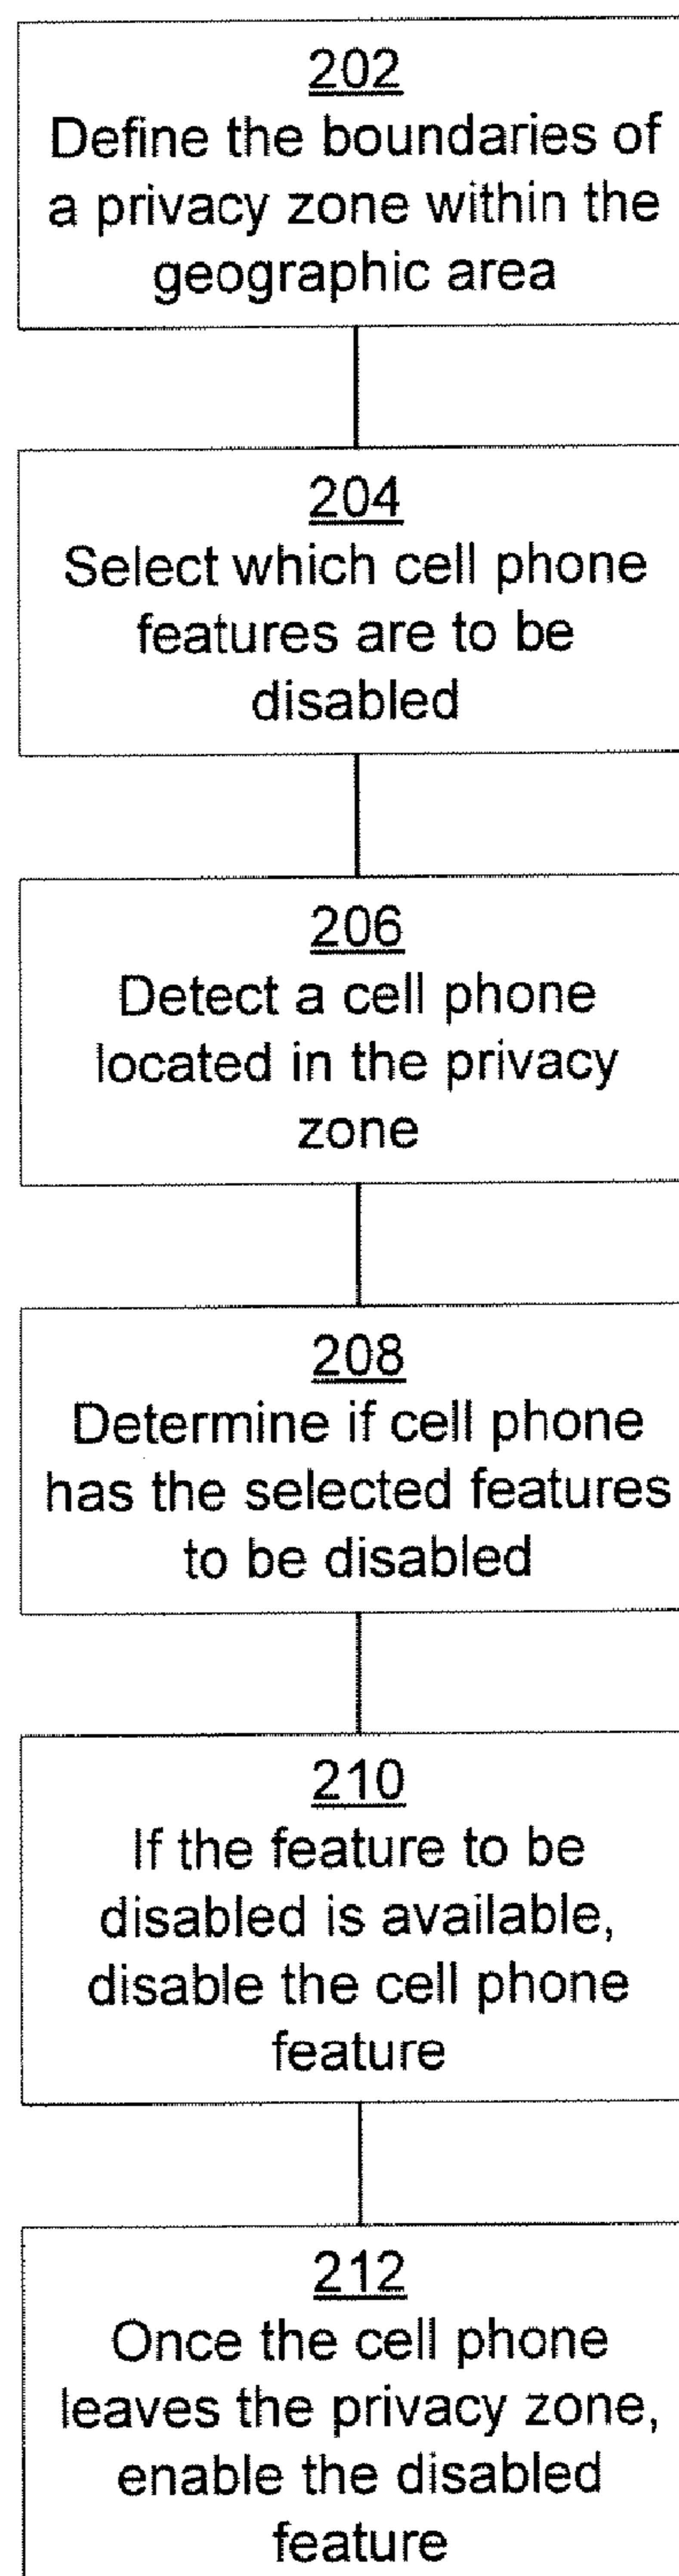 202
Define the boundaries of
a privacy zone within the
geographic area
204
Select which cell phone
features are to be
disabled
206
Detect a cell phone
located in the privacy
zone
208
Determine if cell phone
has the selected features
to be disabled
210
If the feature to be
disabled is available,
disable the cell phone
feature
212
Once the cell phone
leaves the privacy zone,
enable the disabled
feature